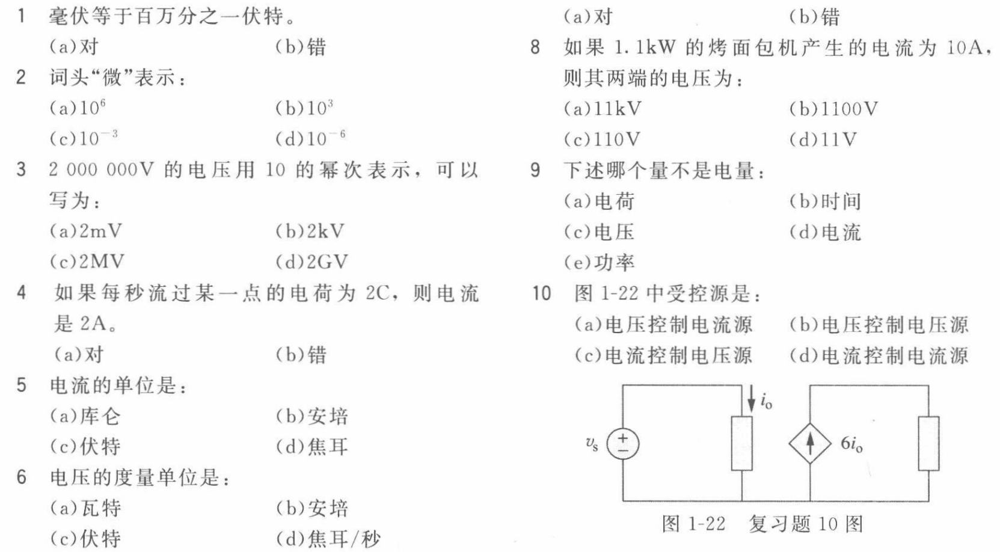 1 毫伏等于百万分之一伏特。
(a)对 (b)错
2 词头“微”表示：
(a)10⁶ (b)10³
(c)10⁻³ (d)10⁻⁶
3 2 000 000V 的电压用 10 的幂次表示，可以
写为：
(a)2mV (b)2kV
(c)2MV (d)2GV
4 如果每秒流过某一点的电荷为 2C，则电流
是 2A。
(a)对 (b)错
5 电流的单位是：
(a)库仑 (b)安培
(c)伏特 (d)焦耳
6 电压的度量单位是：
(a)瓦特 (b)安培
(c)伏特 (d)焦耳/秒
(a)对 (b)错
8 如果 1.1kW 的烤面包机产生的电流为 10A，
则其两端的电压为：
(a)11kV (b)1100V
(c)110V (d)11V
9 下述哪个量不是电量：
(a)电荷 (b)时间
(c)电压 (d)电流
(e)功率
10 图 1-22 中受控源是：
(a)电压控制电流源 (b)电压控制电压源
(c)电流控制电压源 (d)电流控制电流源
i₀
vₛ + − 6i₀
图 1-22 复习题 10 图